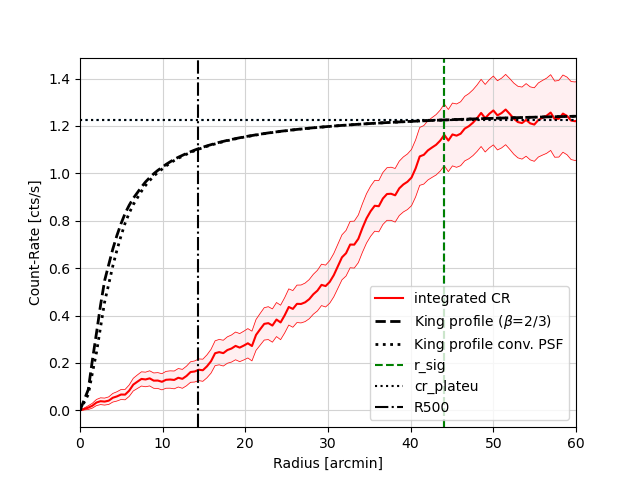 1.4
1.2
1.0
0.8
0.6
0.4
0.2
0.0
Count-Rate [cts/s]
integrated CR
King profile (β=2/3)
King profile conv. PSF
r_sig
cr_plateu
R500
0 10 20 30 40 50 60
Radius [arcmin]